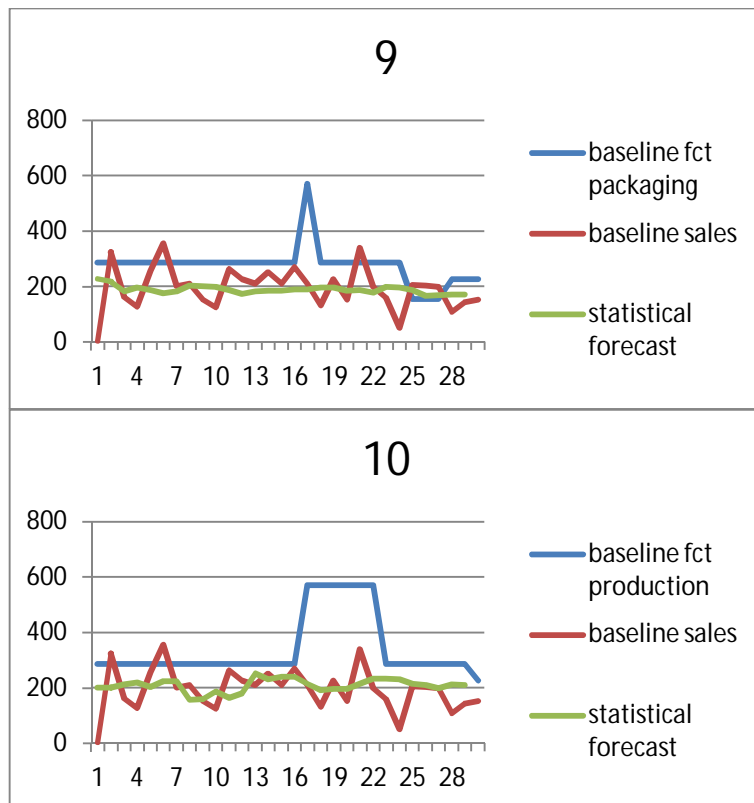 9
800
600
400
200
0
1 4 7 10 13 16 19 22 25 28
baseline fct
packaging
baseline sales
statistical
forecast
10
800
600
400
200
0
1 4 7 10 13 16 19 22 25 28
baseline fct
production
baseline sales
statistical
forecast